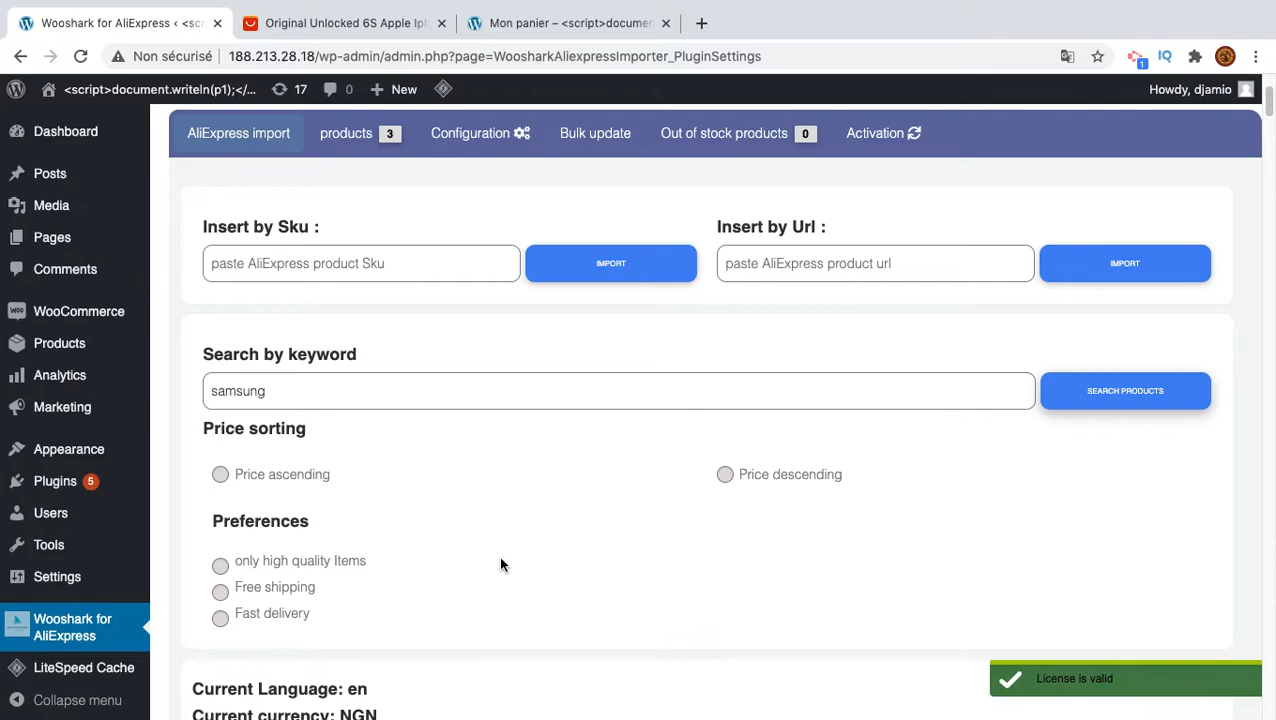 Wooshark for AliExpress ‹ <scr
Original Unlocked 6S Apple Iph
Mon panier – <script>documen
Non sécurisé
188.213.28.18/wp-admin/admin.php?page=WoosharkAliexpressImporter_PluginSettings
1
IQ
<script>document.writeln(p1);</...
17
0
New
Howdy, djamio
Dashboard
Posts
Media
Pages
Comments
WooCommerce
Products
Analytics
Marketing
Appearance
Plugins 5
Users
Tools
Settings
Wooshark for
AliExpress
LiteSpeed Cache
Collapse menu
AliExpress import
products 3
Configuration
Bulk update
Out of stock products 0
Activation
Insert by Sku :
paste AliExpress product Sku
IMPORT
Insert by Url :
paste AliExpress product url
IMPORT
Search by keyword
samsung
SEARCH PRODUCTS
Price sorting
Price ascending
Price descending
Preferences
only high quality Items
Free shipping
Fast delivery
Current Language: en
Current currency: NGN
License is valid